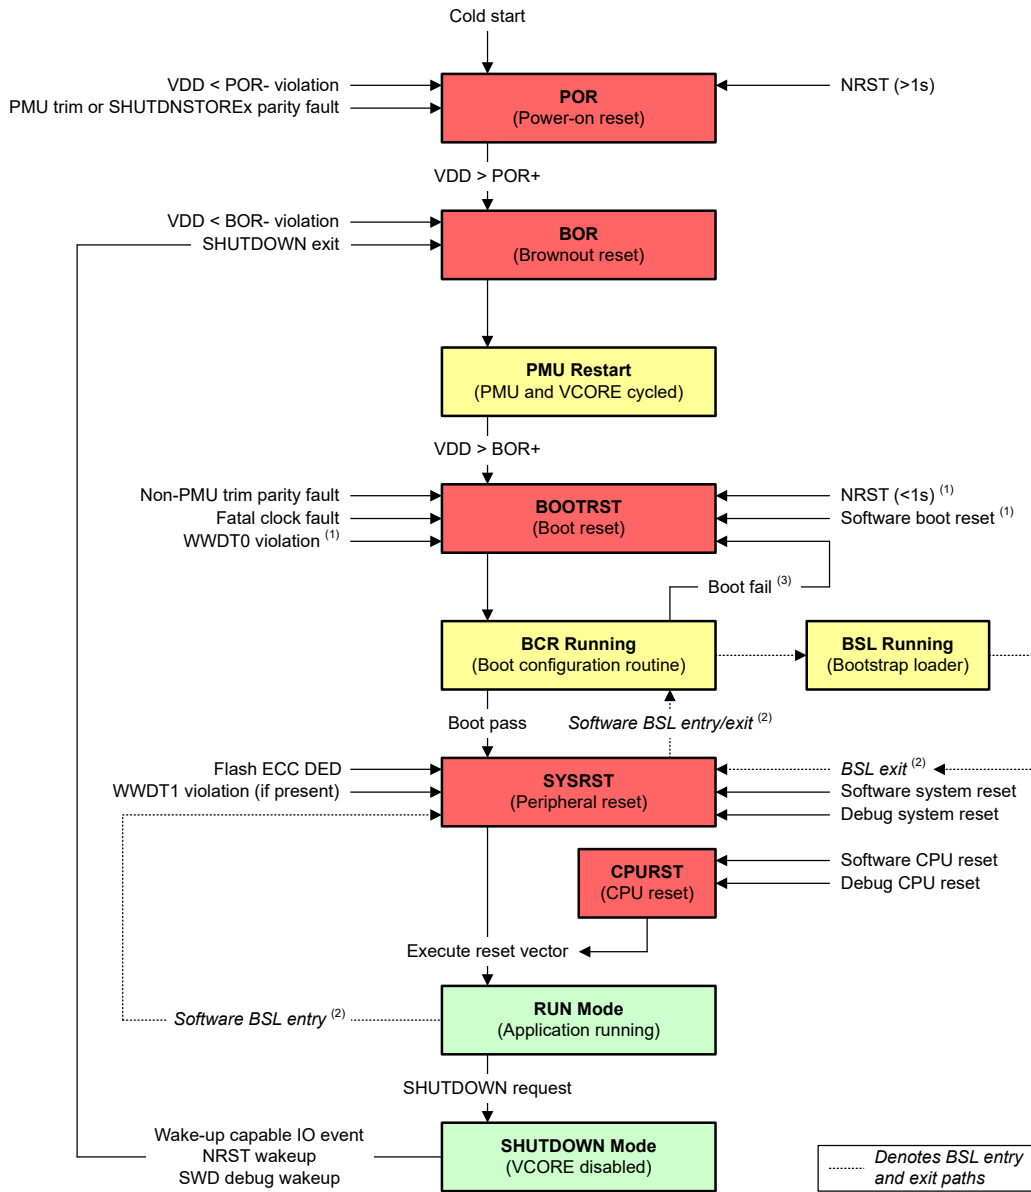 Cold start
VDD < POR- violation
PMU trim or SHUTDNSTOREx parity fault
POR
(Power-on reset)
NRST (>1s)
VDD > POR+
VDD < BOR- violation
SHUTDOWN exit
BOR
(Brownout reset)
PMU Restart
(PMU and VCORE cycled)
VDD > BOR+
Non-PMU trim parity fault
Fatal clock fault
WWDT0 violation (1)
BOOTRST
(Boot reset)
NRST (<1s) (1)
Software boot reset (1)
Boot fail (3)
BCR Running
(Boot configuration routine)
BSL Running
(Bootstrap loader)
Boot pass
Software BSL entry/exit (2)
Flash ECC DED
WWDT1 violation (if present)
SYSRST
(Peripheral reset)
BSL exit (2)
Software system reset
Debug system reset
CPURST
(CPU reset)
Software CPU reset
Debug CPU reset
Execute reset vector
Software BSL entry (2)
RUN Mode
(Application running)
SHUTDOWN request
Wake-up capable IO event
NRST wakeup
SWD debug wakeup
SHUTDOWN Mode
(VCORE disabled)
Denotes BSL entry
and exit paths